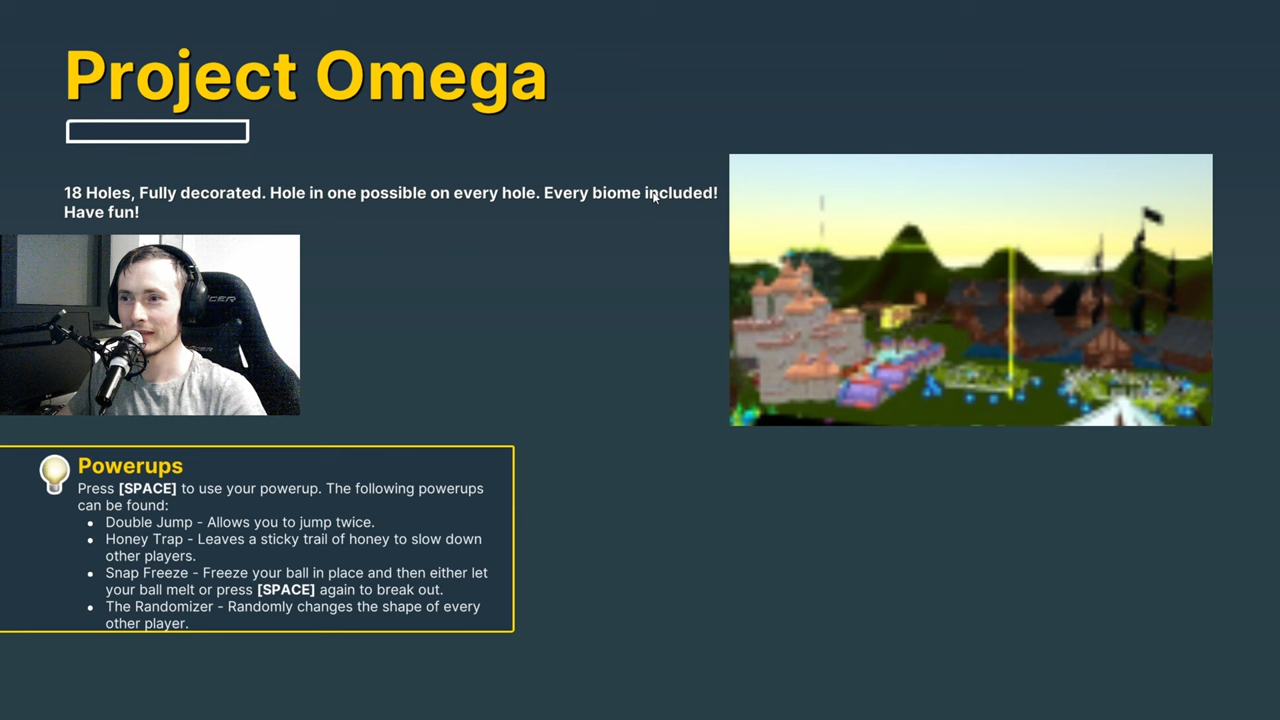 Project Omega
18 Holes, Fully decorated. Hole in one possible on every hole. Every biome included!
Have fun!
Powerups
Press [SPACE] to use your powerup. The following powerups
can be found:
Double Jump - Allows you to jump twice.
Honey Trap - Leaves a sticky trail of honey to slow down
other players.
Snap Freeze - Freeze your ball in place and then either let
your ball melt or press [SPACE] again to break out.
The Randomizer - Randomly changes the shape of every
other player.